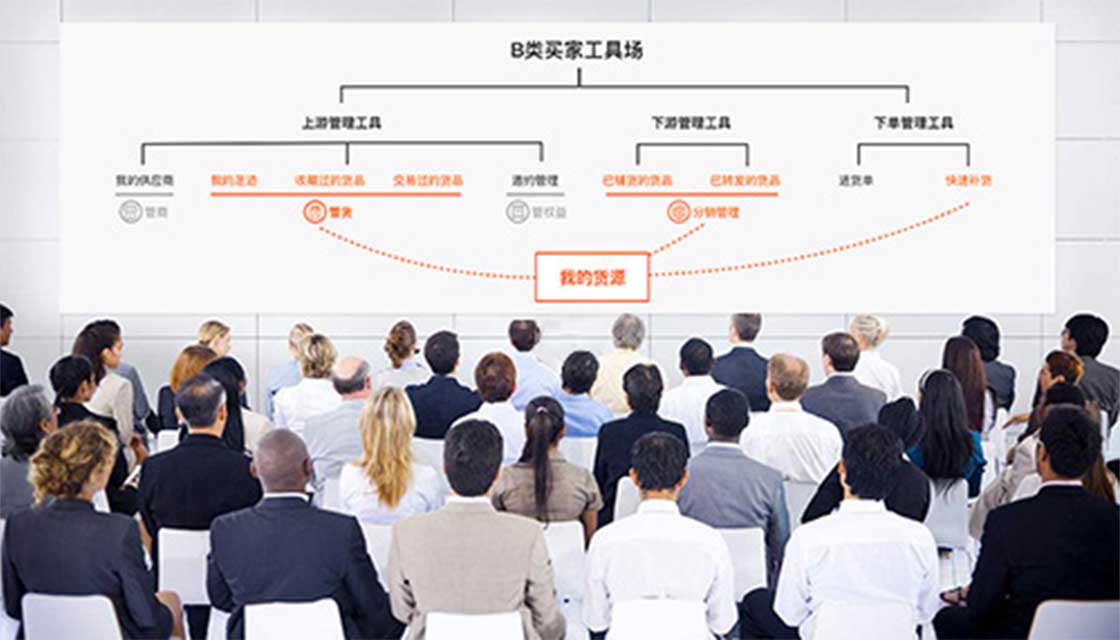 B类买家工具场
上游管理工具
下游管理工具
下单管理工具
我的供应商
我的足迹
收藏过的货品
交易过的货品
邀约管理
已铺货的货品
已转发的货品
进货单
快速补货
管商
管货
管权益
分销管理
我的货源